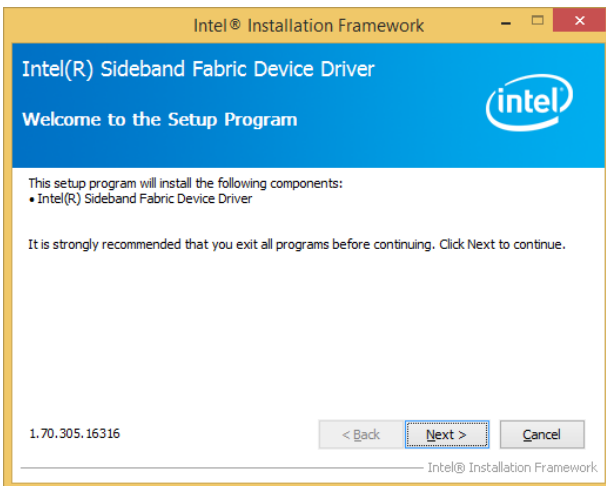 Intel® Installation Framework
Intel(R) Sideband Fabric Device Driver
intel
Welcome to the Setup Program
This setup program will install the following components:
• Intel(R) Sideband Fabric Device Driver
It is strongly recommended that you exit all programs before continuing. Click Next to continue.
1.70.305.16316
< Back
Next >
Cancel
Intel® Installation Framework